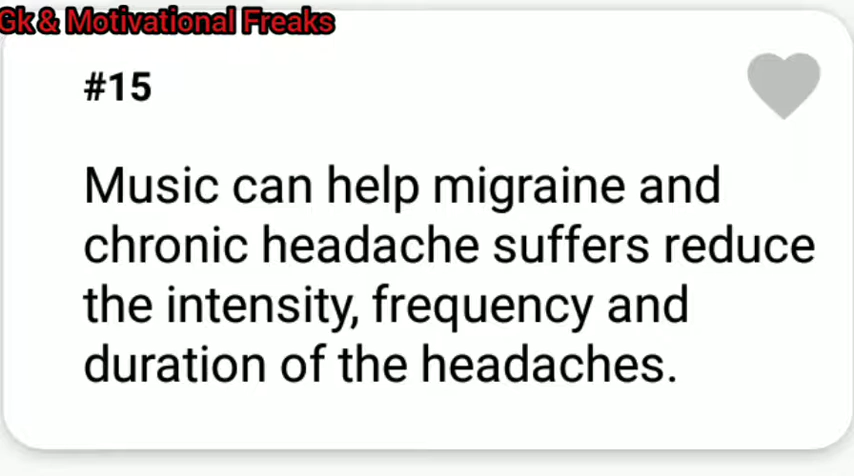 Gk & Motivational Freaks
#15
Music can help migraine and
chronic headache suffers reduce
the intensity, frequency and
duration of the headaches.